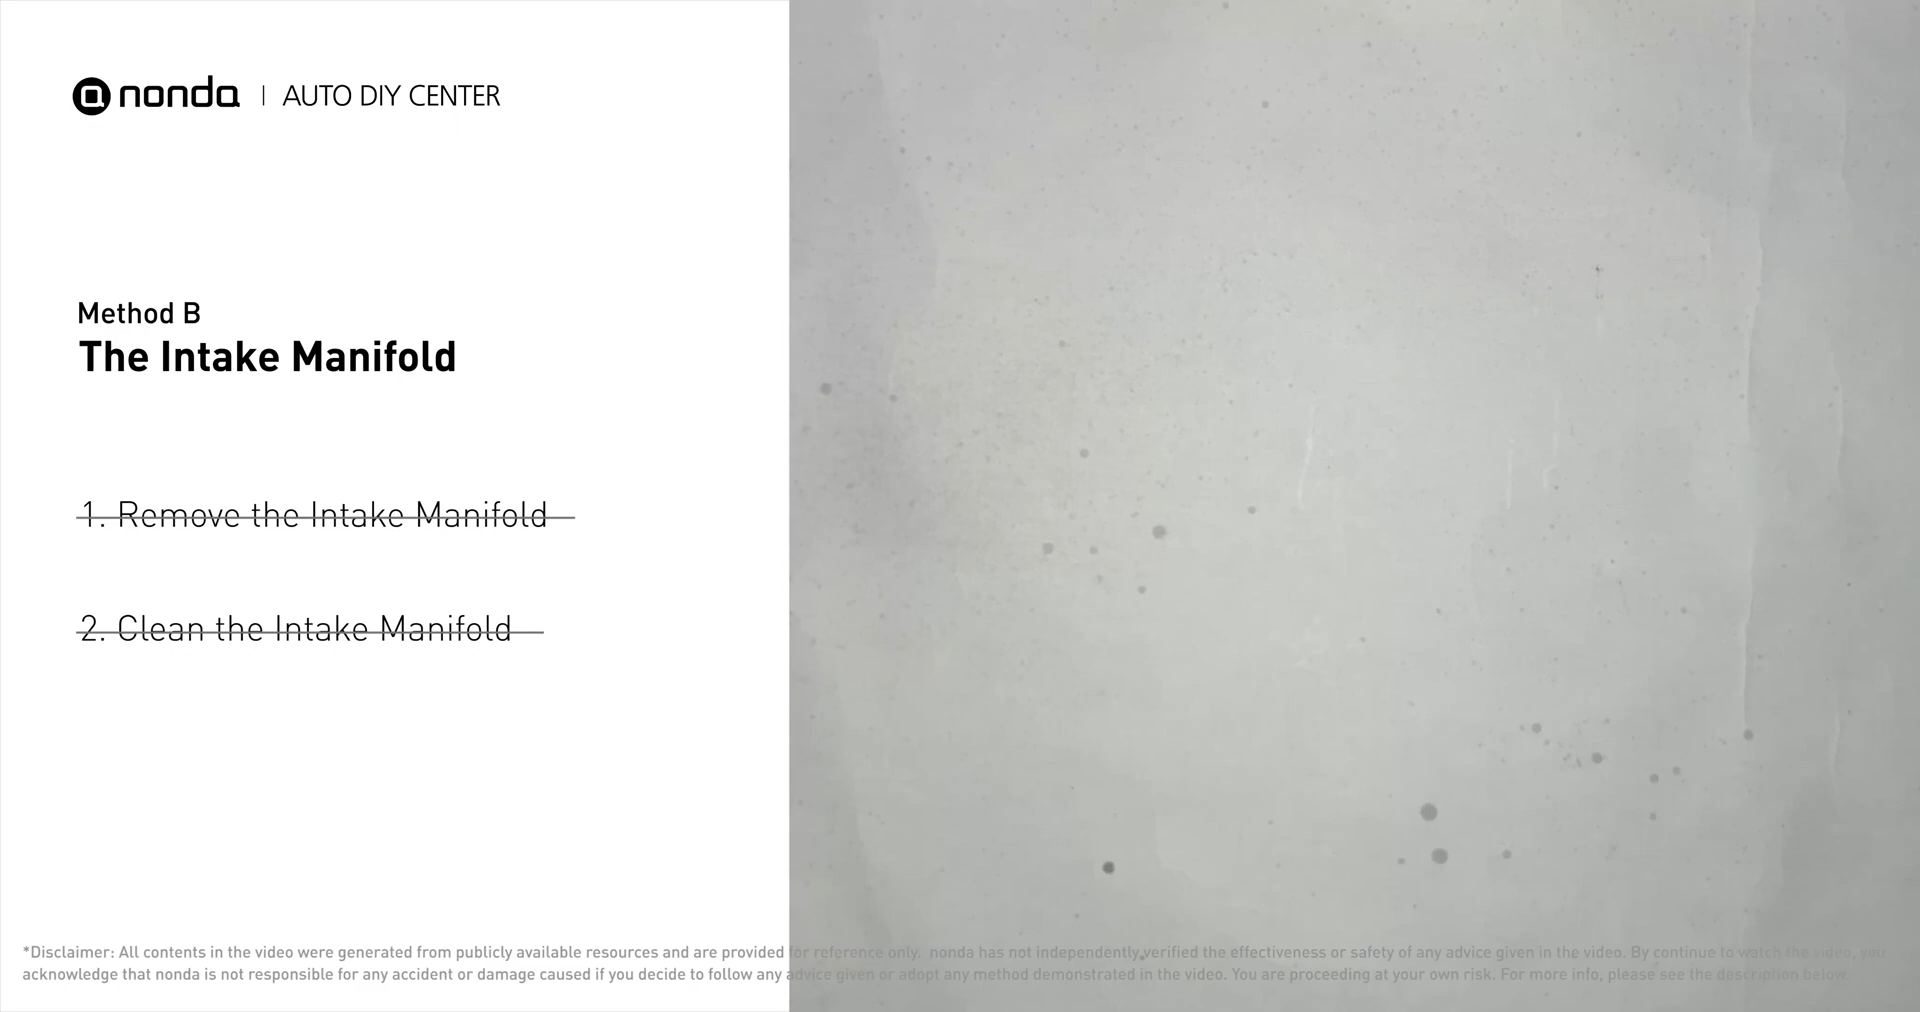 nonda | AUTO DIY CENTER
Method B
The Intake Manifold
1. Remove the Intake Manifold
2. Clean the Intake Manifold
*Disclaimer: All contents in the video were generated from publicly available resources and are provided for reference only. nonda has not independently verified the effectiveness or safety of any advice given in the video. By continue to watch the video, you
acknowledge that nonda is not responsible for any accident or damage caused if you decide to follow any advice given or adopt any method demonstrated in the video. You are proceeding at your own risk. For more info, please see the description below.